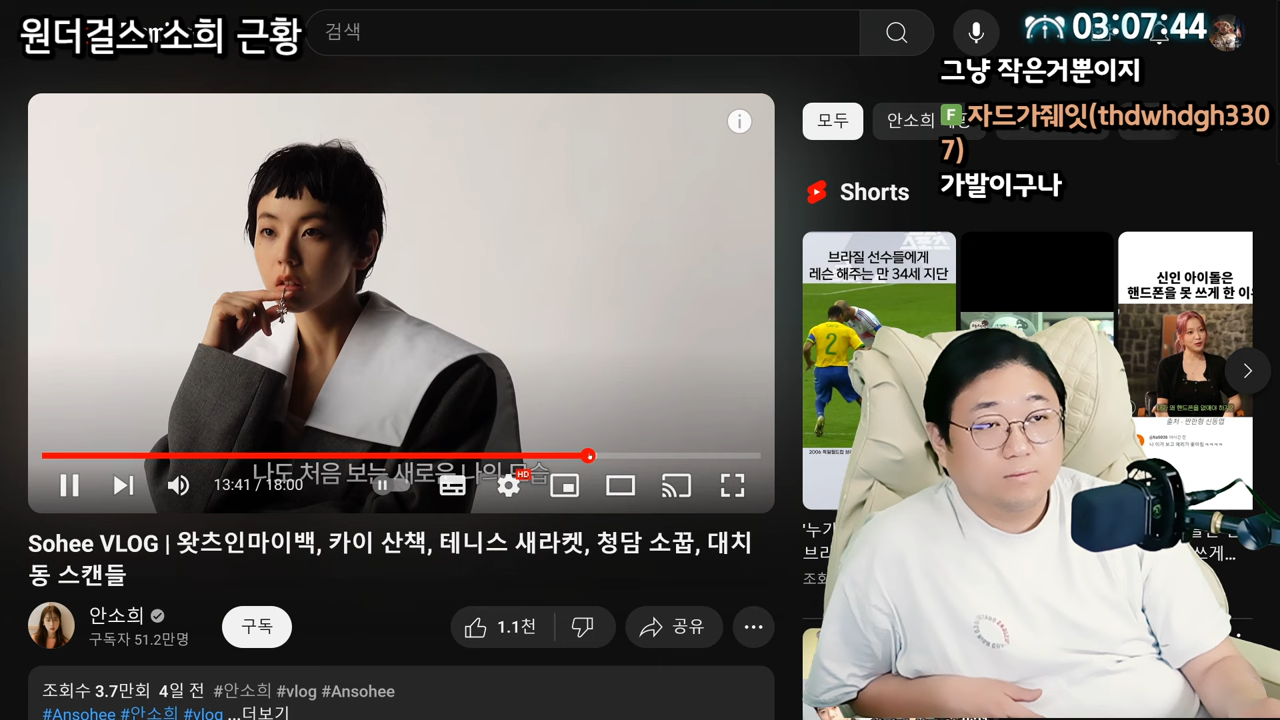 원더걸스 소희 근황
검색
03:07:44
그냥 작은거뿐이지
F 자드가줴잇(thdwhdgh330
7)
가발이구나
모두
안소희
Shorts
브라질 선수들에게
레슨 해주는 만 34세 지단
신인 아이돌은
핸드폰을 못 쓰게 한 이
나도 처음 보는 새로운 나의 모습
13:41 / 18:00
HD
Sohee VLOG | 왓츠인마이백, 카이 산책, 테니스 새라켓, 청담 소꿉, 대치
동 스캔들
안소희
구독자 51.2만명
구독
1.1천
공유
조회수 3.7만회 4일 전 #안소희 #vlog #Ansohee
#Ansohee #안소희 #vlog ...더보기